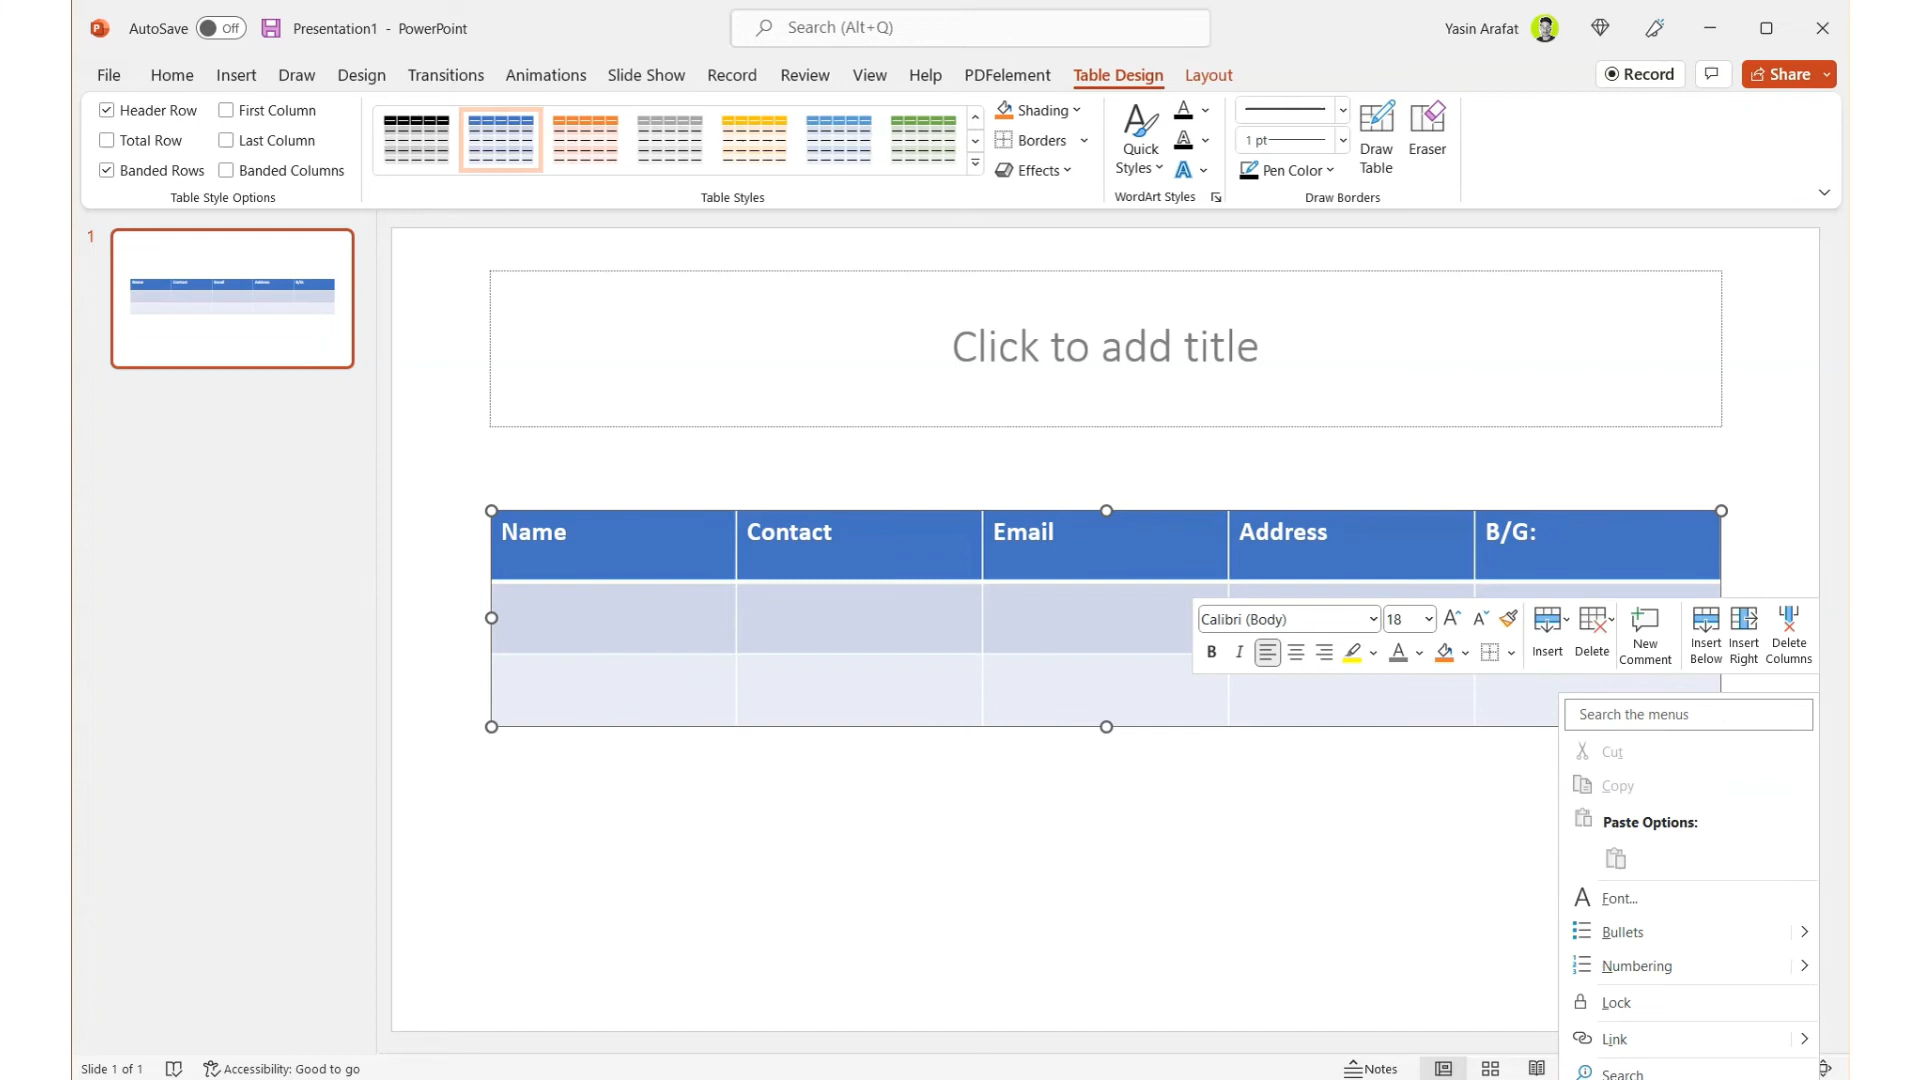 AutoSave Off Presentation1 - PowerPoint Search (Alt+Q) Yasin Arafat
File Home Insert Draw Design Transitions Animations Slide Show Record Review View Help PDFelement Table Design Layout Record Share
Header Row First Column
Total Row Last Column
Banded Rows Banded Columns
Table Style Options
Table Styles
Shading
Borders
Effects
Quick
Styles
WordArt Styles
1 pt
Pen Color
Draw
Table
Eraser
Draw Borders
1
Name Contact Email Address B/G:
Click to add title
Name Contact Email Address B/G:
Calibri (Body) 18
B I
Insert Delete
New
Comment
Insert
Below
Insert
Right
Delete
Columns
Search the menus
Cut
Copy
Paste Options:
Font...
Bullets
Numbering
Lock
Link
Search
Slide 1 of 1 Accessibility: Good to go Notes